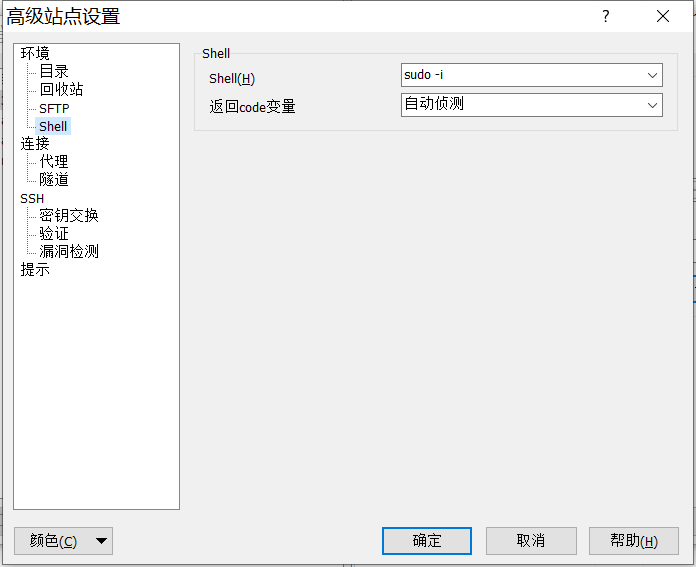 高级站点设置
环境
目录
回收站
SFTP
Shell
连接
代理
隧道
SSH
密钥交换
验证
漏洞检测
提示
Shell
Shell(H) sudo -i
返回code变量 自动侦测
颜色(C) 确定 取消 帮助(H)